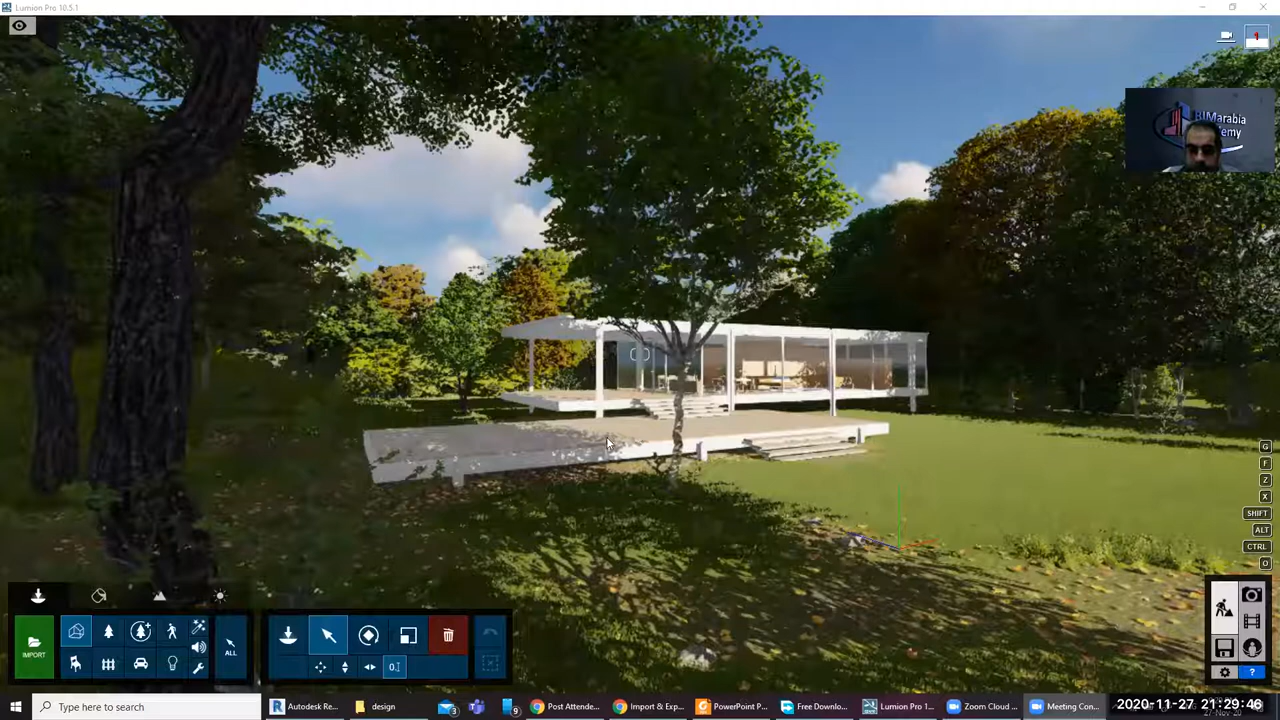 Lumion Pro 10.5.1
BIMarabia
demy
G
F
Z
X
SHIFT
ALT
CTRL
O
IMPORT
ALL
?
Type here to search
Autodesk Re...
design
Post Attende...
Import & Exp...
PowerPoint P...
Free Downlo...
Lumion Pro 1...
Zoom Cloud ...
Meeting Con...
2020-11-27 21:29:46